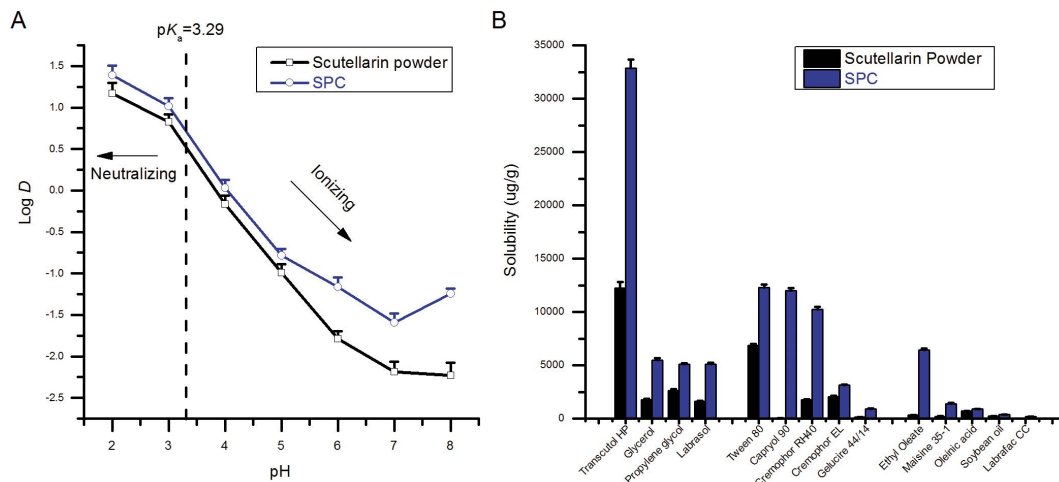 A
pKa=3.29
Scutellarin powder
SPC
1.5
1.0
0.5
0.0
-0.5
-1.0
-1.5
-2.0
-2.5
Log D
Neutralizing
Ionizing
2 3 4 5 6 7 8
pH
B
Scutellarin Powder
SPC
35000
30000
25000
20000
15000
10000
5000
0
Solubility (ug/g)
Transcutol HP
Glycerol
Propylene glycol
Labrasol
Tween 80
Capryol 90
Cremophor RH40
Cremophor EL
Gelucire 44/14
Ethyl Oleate
Maisine 35-1
Oleinic acid
Soybean oil
Labrafac CC